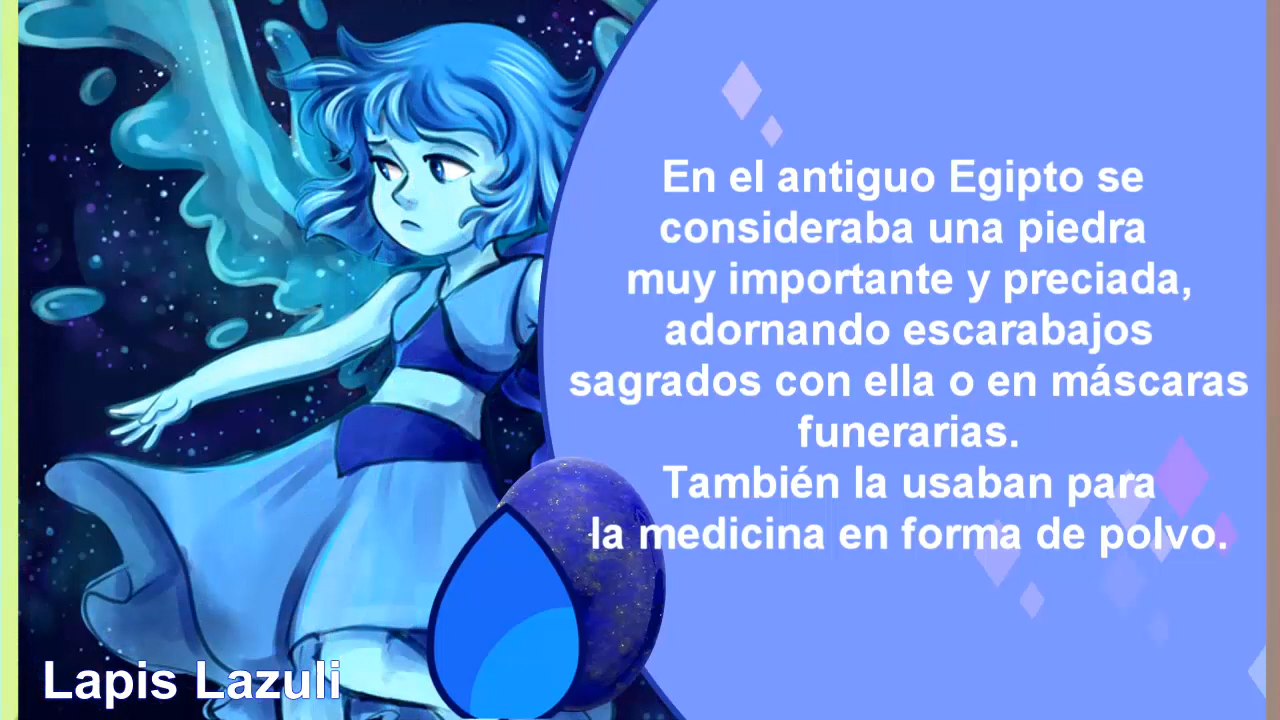 En el antiguo Egipto se
consideraba una piedra
muy importante y preciada,
adornando escarabajos
sagrados con ella o en máscaras
funerarias.
También la usaban para
la medicina en forma de polvo.
Lapis Lazuli